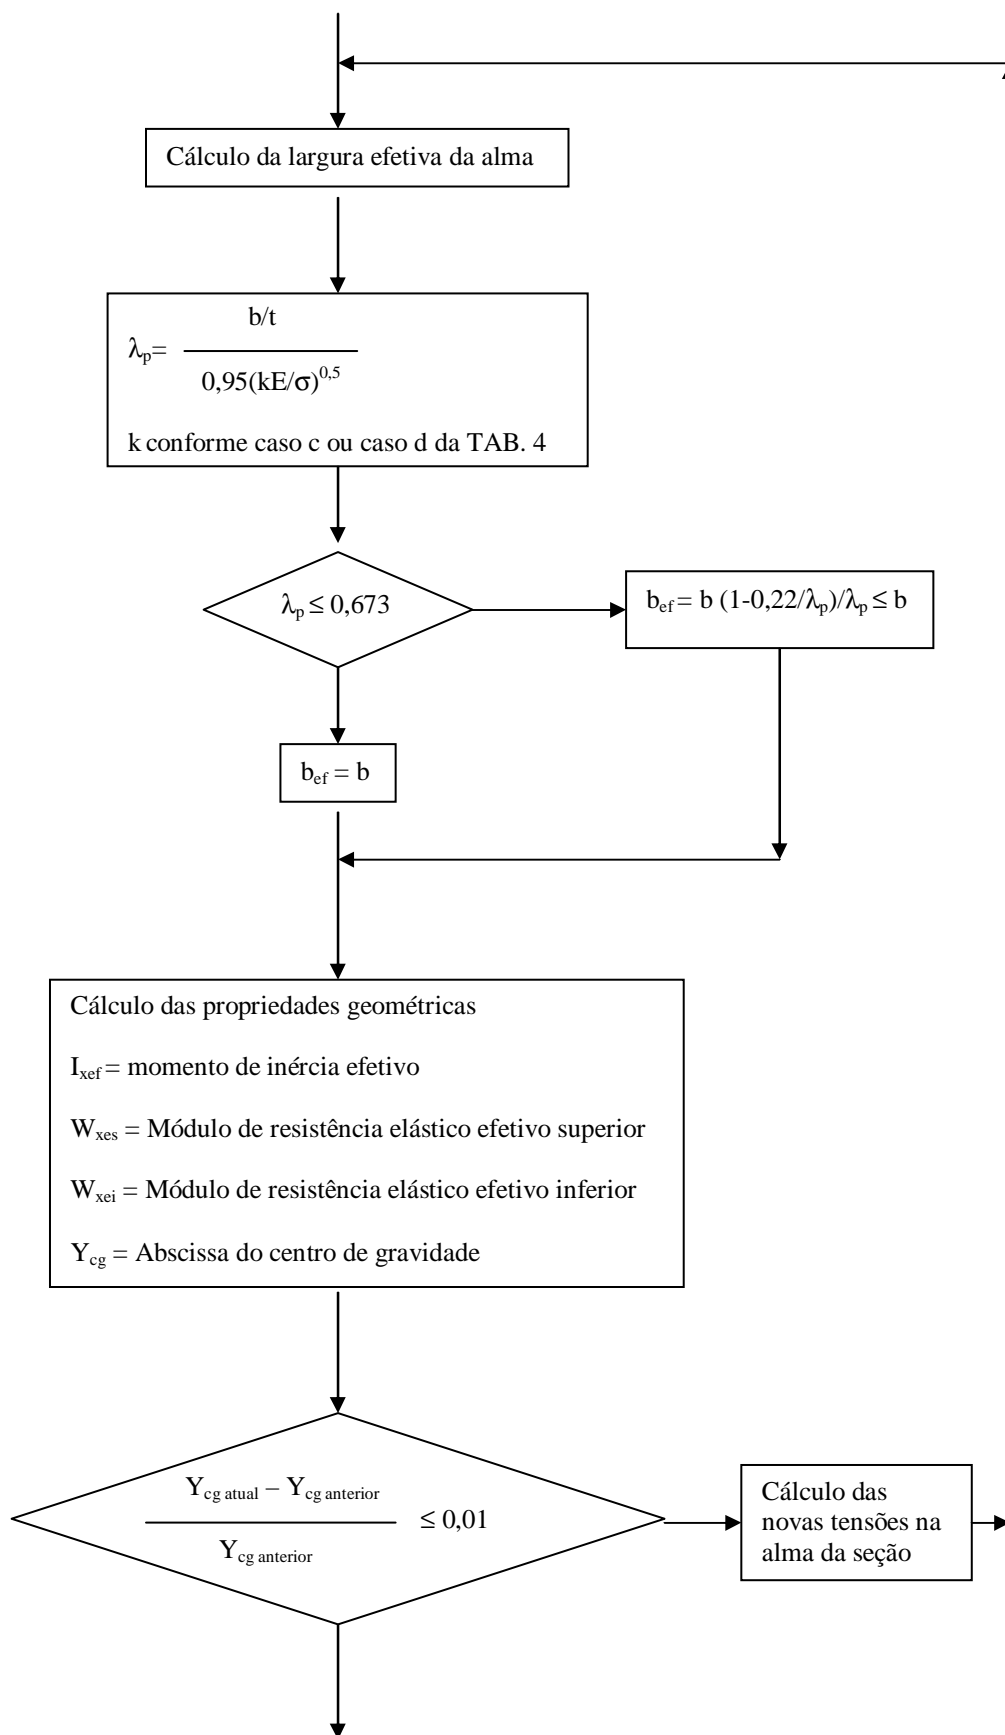 Cálculo da largura efetiva da alma
b/t
λp=
0,95(kE/σ)0,5
k conforme caso c ou caso d da TAB. 4
λp ≤ 0,673
bef = b (1-0,22/λp)/λp ≤ b
bef = b
Cálculo das propriedades geométricas
Ixef = momento de inércia efetivo
Wxes = Módulo de resistência elástico efetivo superior
Wxei = Módulo de resistência elástico efetivo inferior
Ycg = Abscissa do centro de gravidade
Ycg atual – Ycg anterior
≤ 0,01
Ycg anterior
Cálculo das
novas tensões na
alma da seção